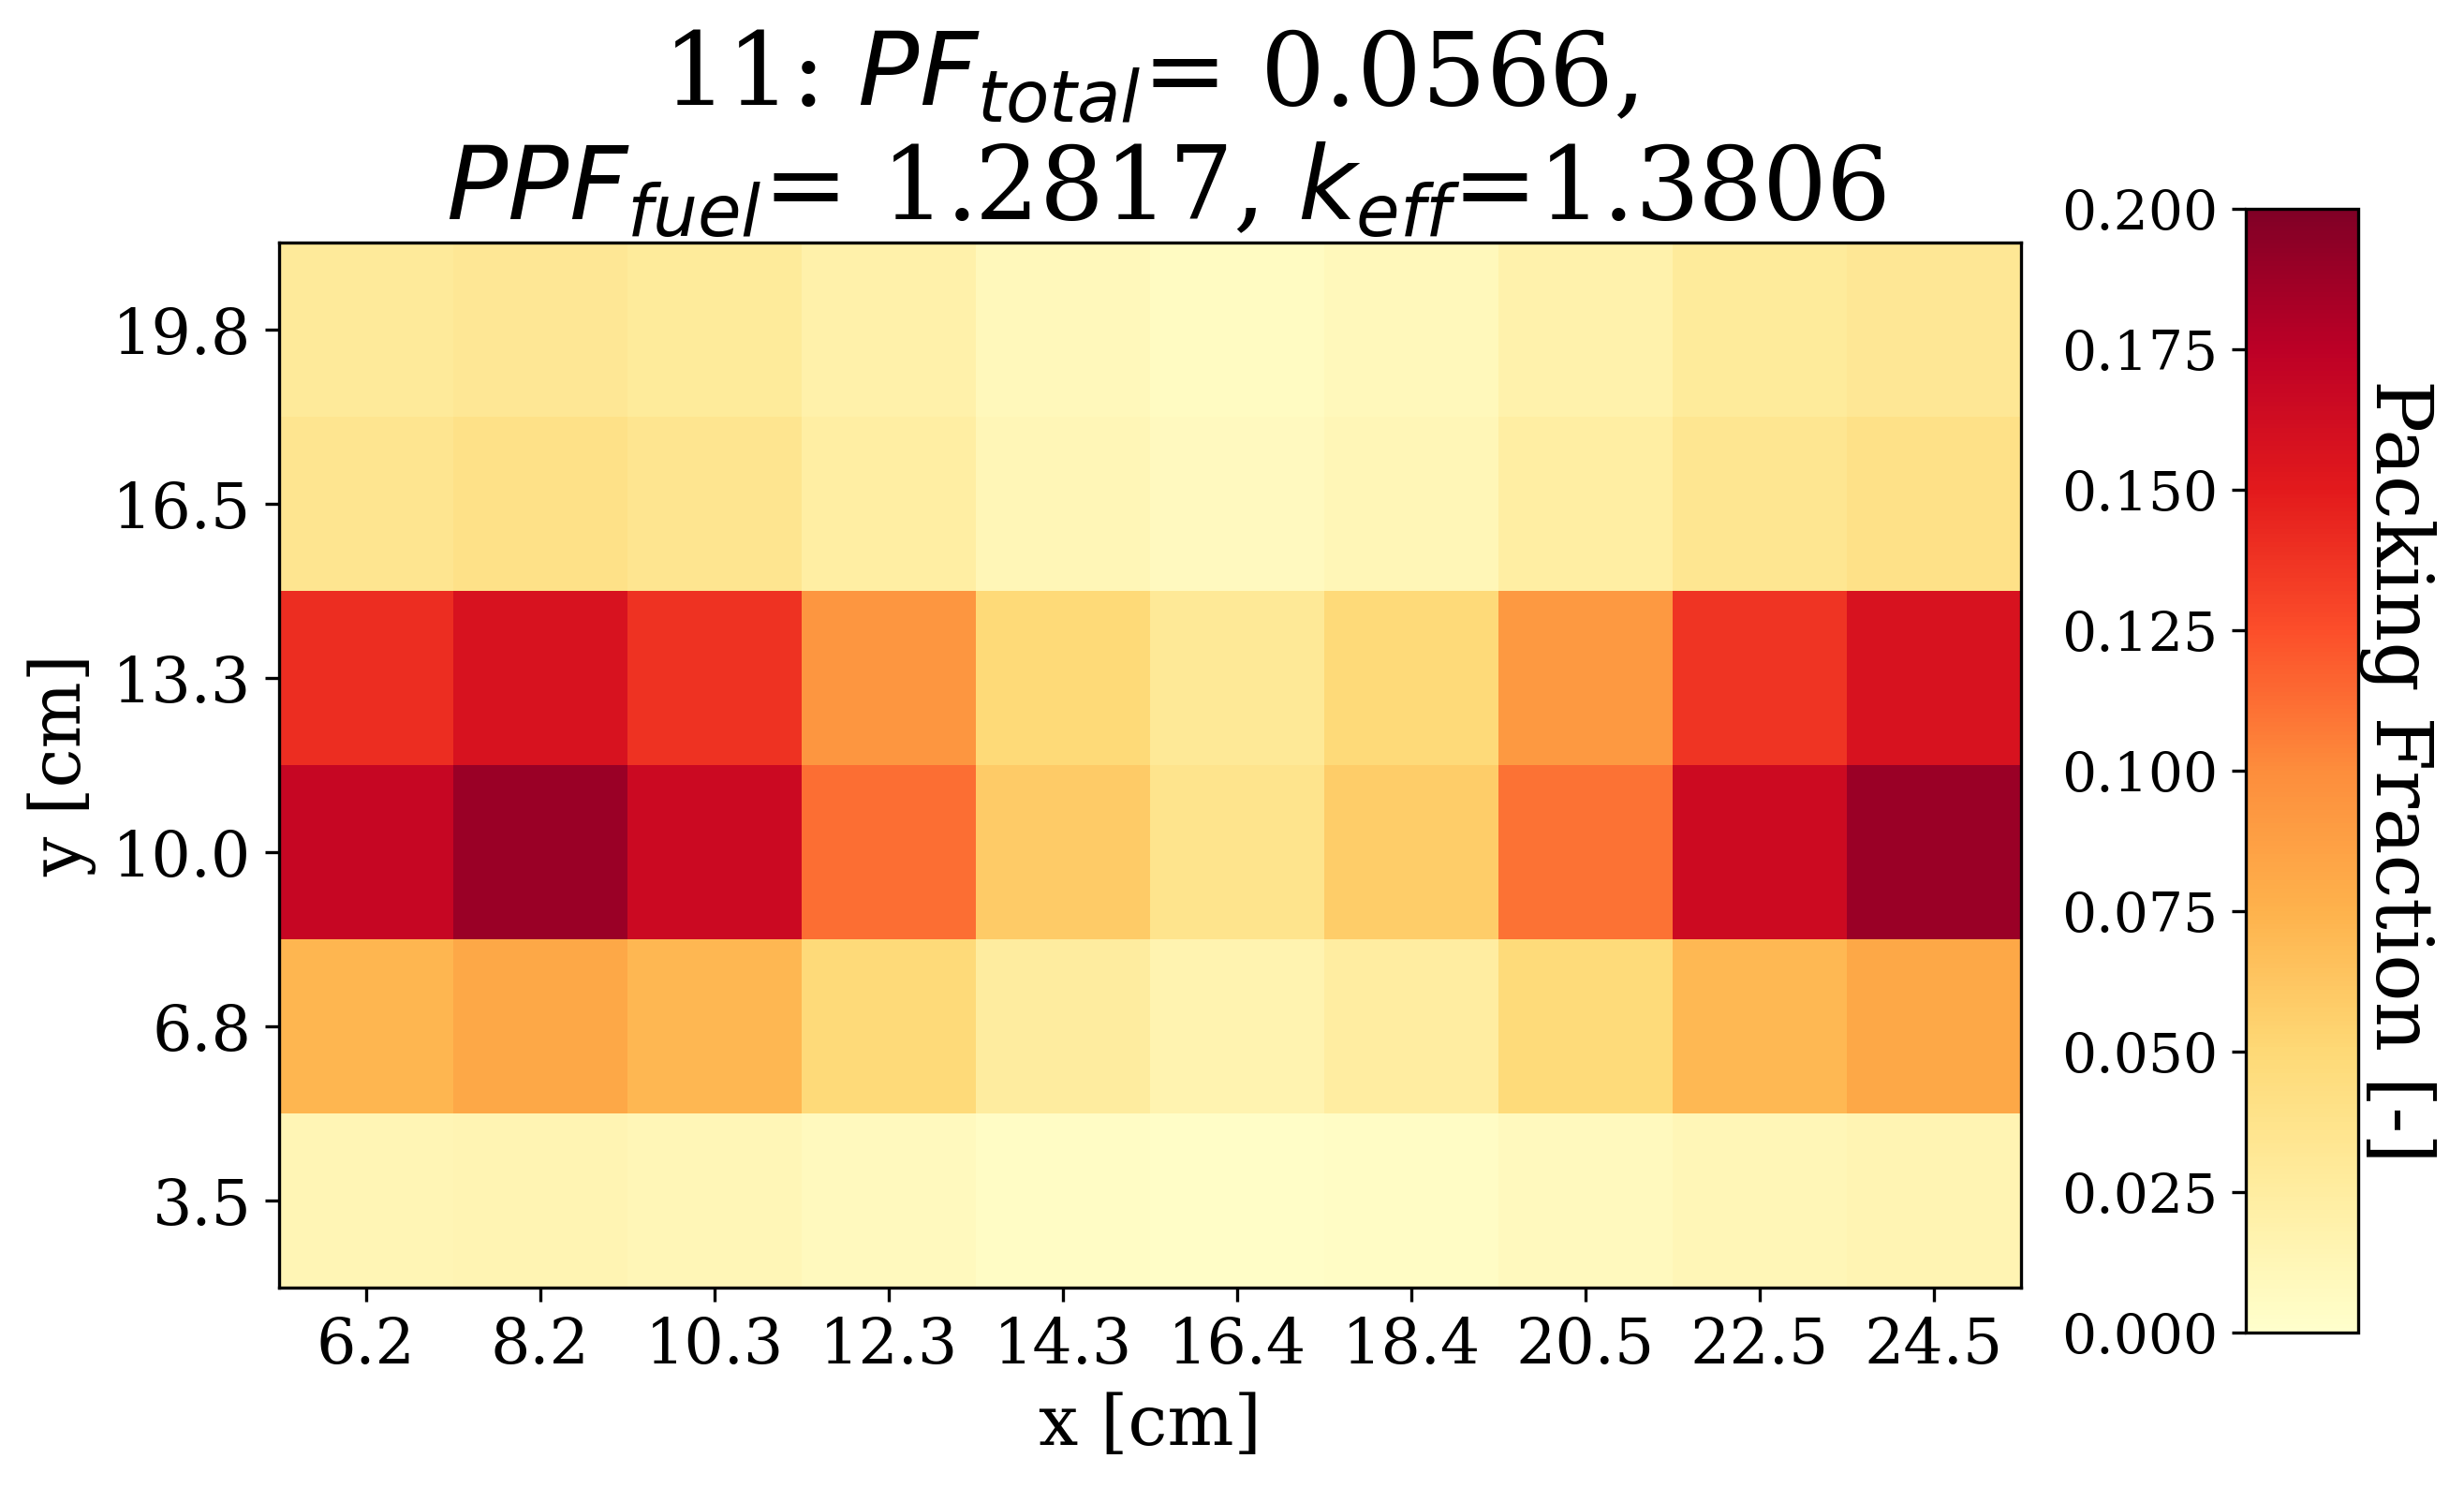 11: PF_total= 0.0566,
PPF_fuel= 1.2817, k_eff=1.3806
y [cm]
19.8
16.5
13.3
10.0
6.8
3.5
6.2 8.2 10.3 12.3 14.3 16.4 18.4 20.5 22.5 24.5
x [cm]
0.200
0.175
0.150
0.125
0.100
0.075
0.050
0.025
0.000
Packing Fraction [-]